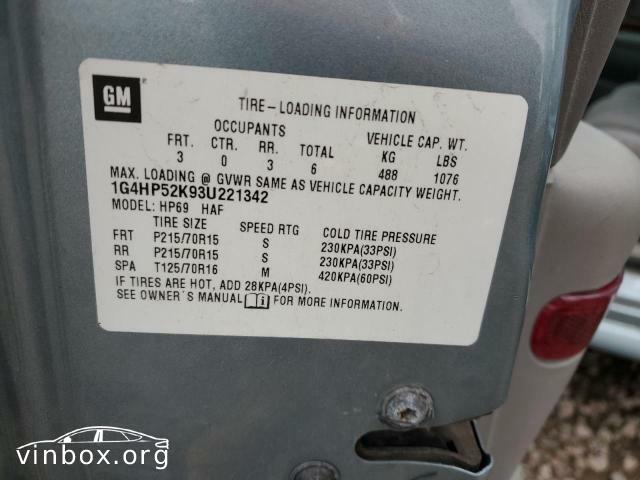 GM
TIRE-LOADING INFORMATION
OCCUPANTS VEHICLE CAP. WT.
FRT. CTR. RR. TOTAL KG LBS
3 0 3 6 488 1076
MAX. LOADING @ GVWR SAME AS VEHICLE CAPACITY WEIGHT.
1G4HP52K93U221342
MODEL: HP69 HAF
TIRE SIZE SPEED RTG COLD TIRE PRESSURE
FRT P215/70R15 S 230KPA(33PSI)
RR P215/70R15 S 230KPA(33PSI)
SPA T125/70R16 M 420KPA(60PSI)
IF TIRES ARE HOT, ADD 28KPA(4PSI).
SEE OWNER'S MANUAL i FOR MORE INFORMATION.
vinbox.org